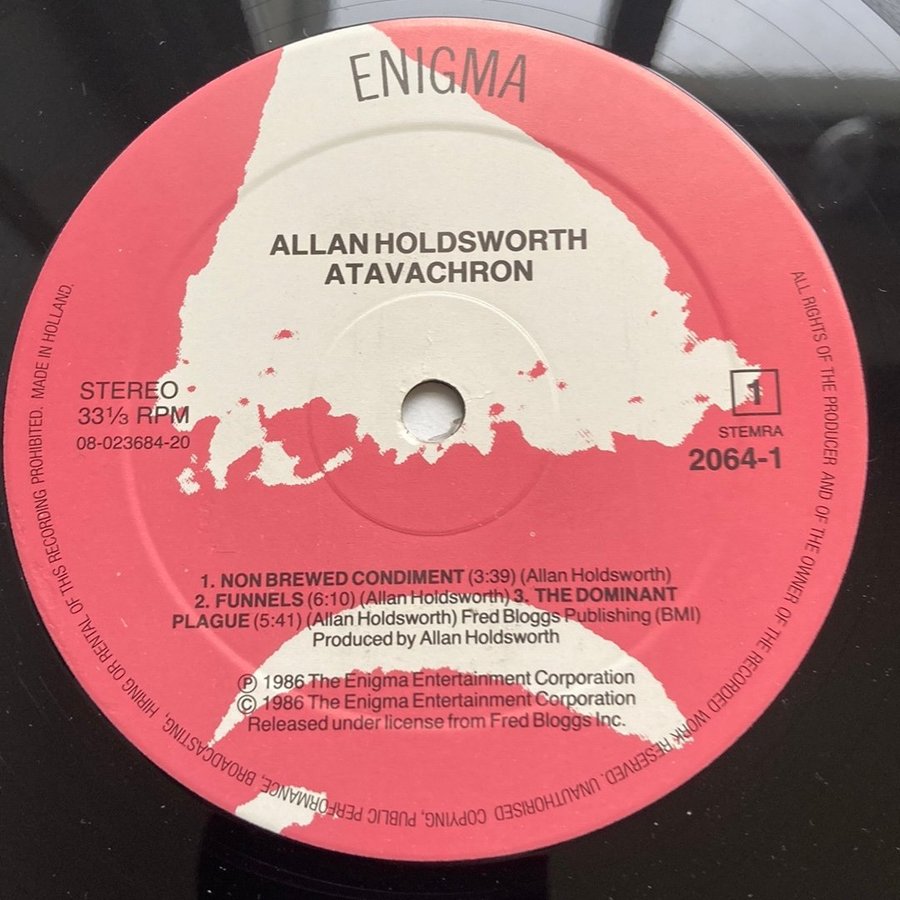 ENIGMA
ALLAN HOLDSWORTH
ATAVACHRON
STEREO
33 1/3 RPM
08-023684-20
1
STEMRA
2064-1
1. NON BREWED CONDIMENT (3:39) (Allan Holdsworth)
2. FUNNELS (6:10) (Allan Holdsworth) 3. THE DOMINANT
PLAGUE (5:41) (Allan Holdsworth) Fred Bloggs Publishing (BMI)
Produced by Allan Holdsworth
℗ 1986 The Enigma Entertainment Corporation
© 1986 The Enigma Entertainment Corporation
Released under license from Fred Bloggs Inc.
ALL RIGHTS OF THE PRODUCER AND OF THE OWNER OF THE RECORDED WORK RESERVED. UNAUTHORISED COPYING, PUBLIC PERFORMANCE, BROADCASTING, HIRING OR RENTAL OF THIS RECORDING PROHIBITED. MADE IN HOLLAND.